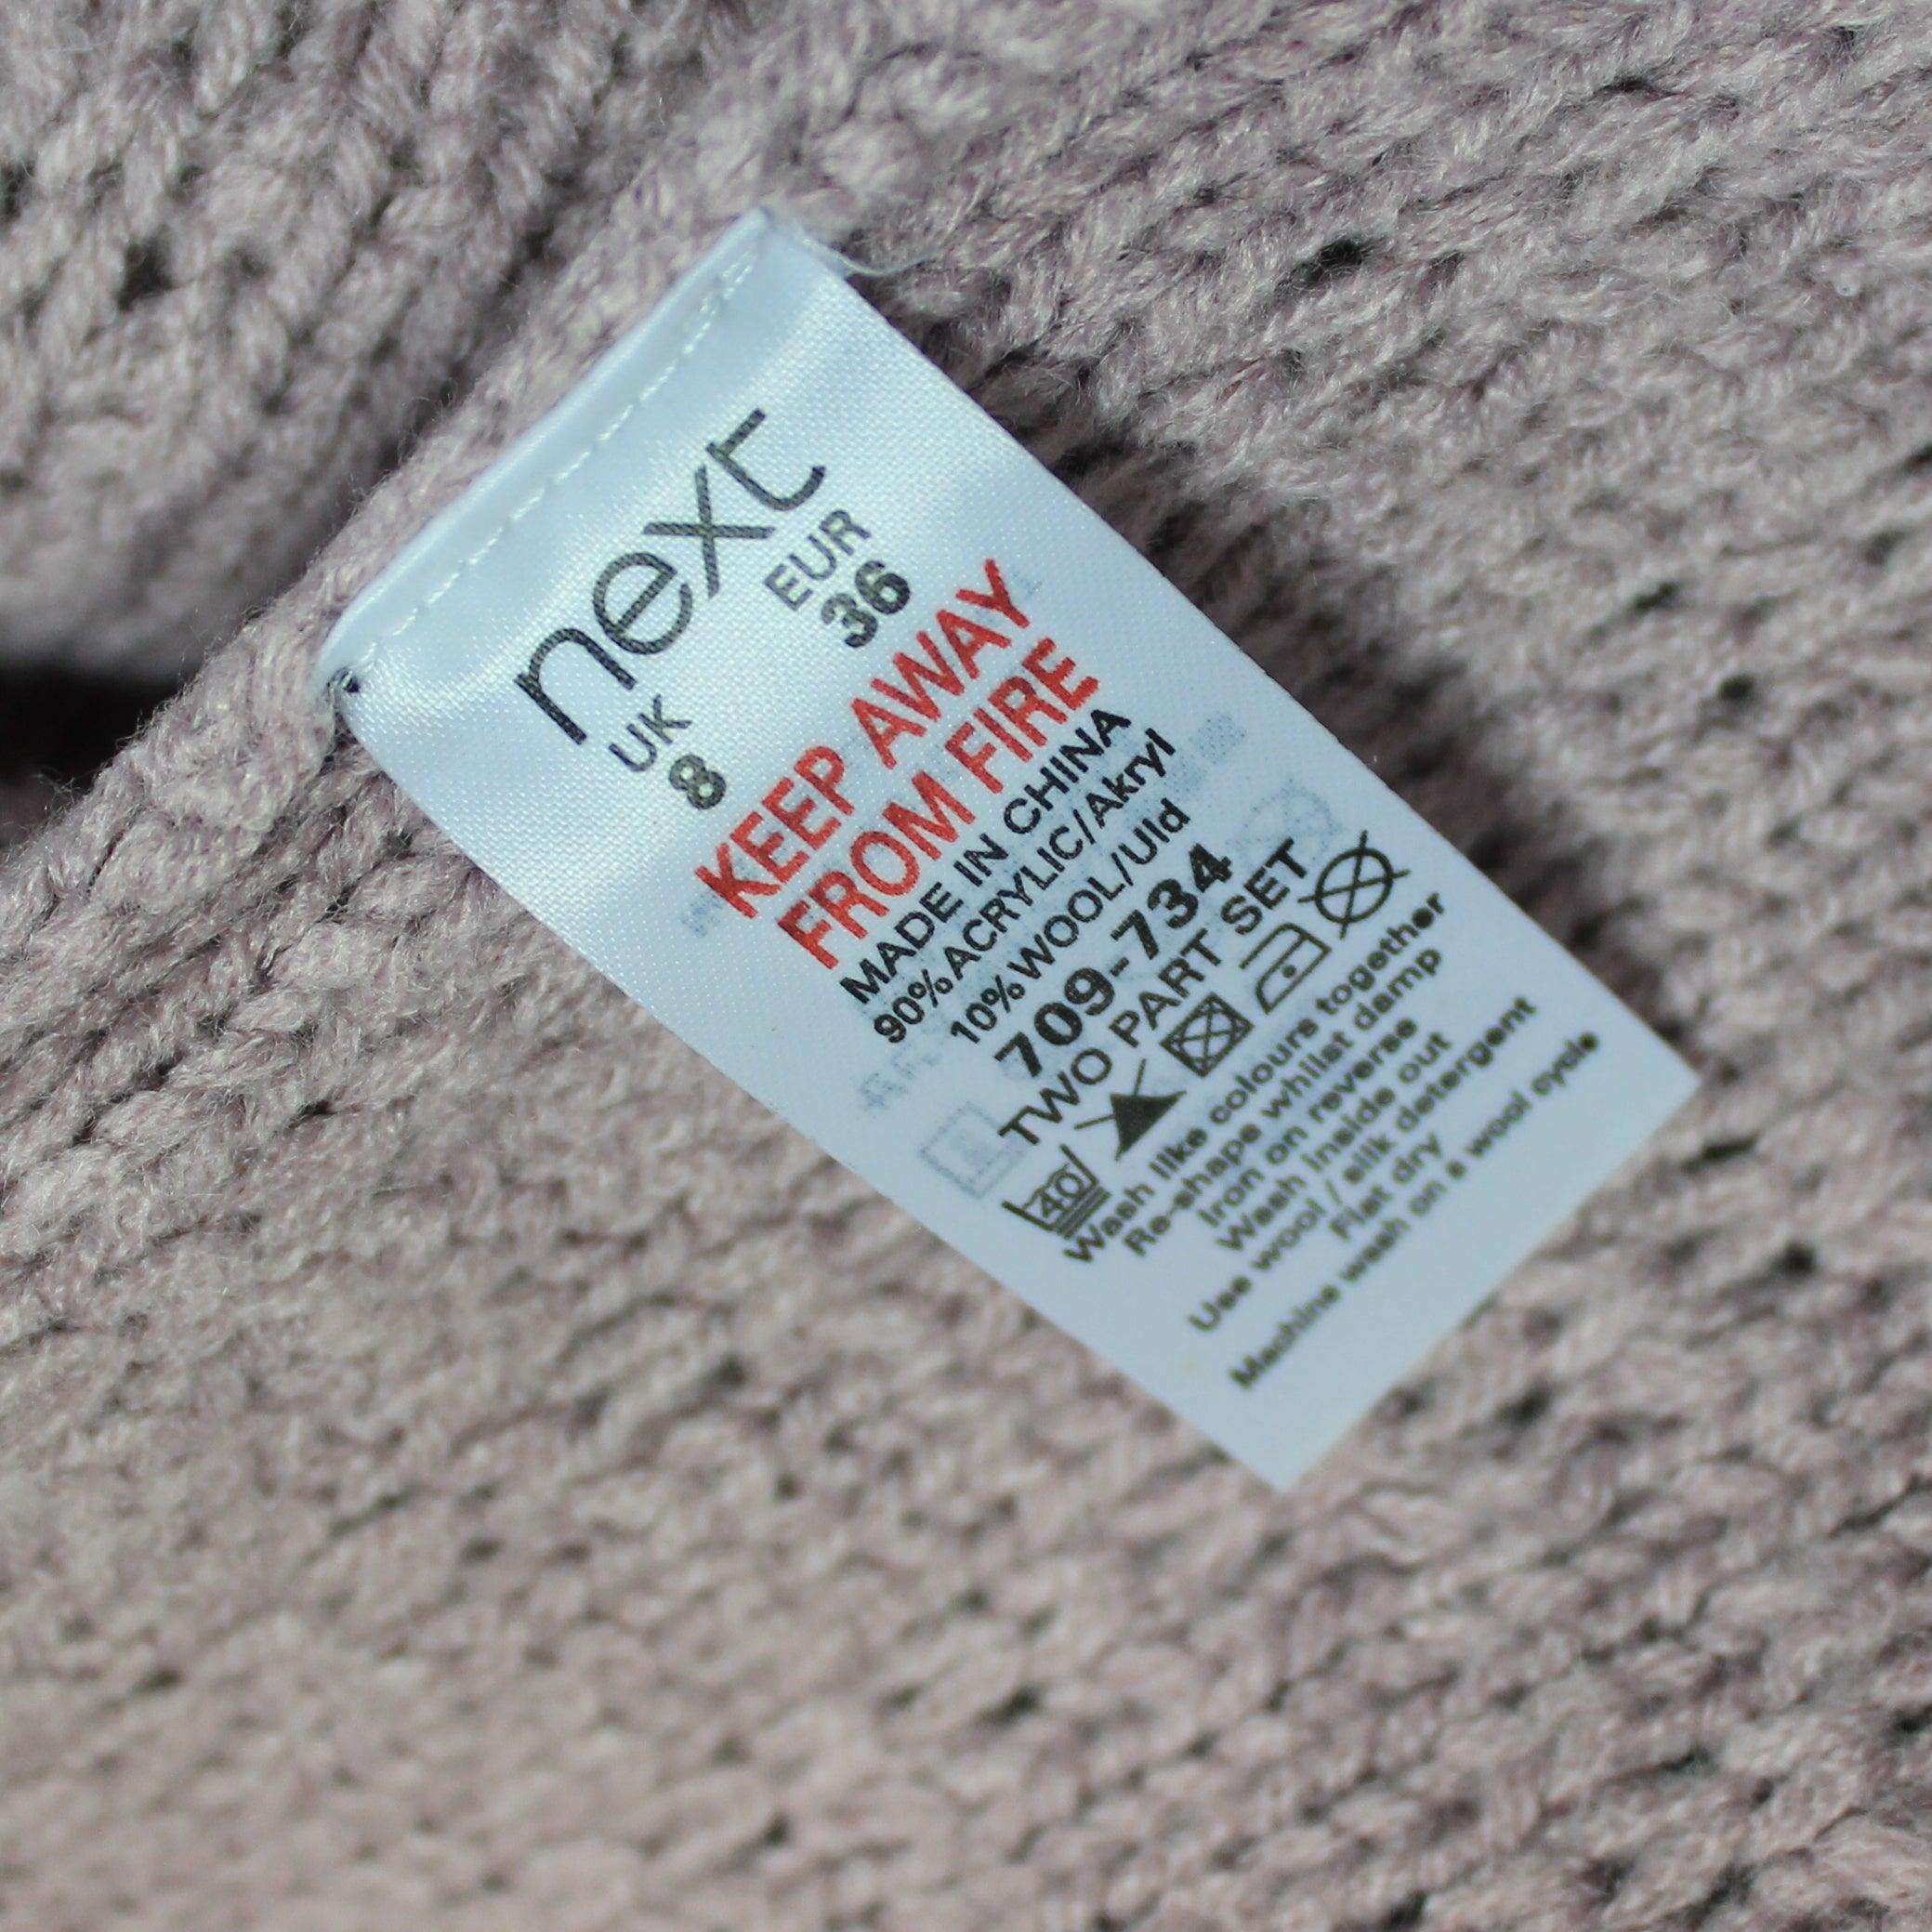 next
UK EUR
8 36
KEEP AWAY
FROM FIRE
MADE IN CHINA
90%ACRYLIC/Akryl
10%WOOL/Uld
709-734
TWO PART SET
40
Wash like colours together
Re-shape whilst damp
Iron on reverse
Wash inside out
Use wool / silk detergent
Flat dry
Machine wash on a wool cycle